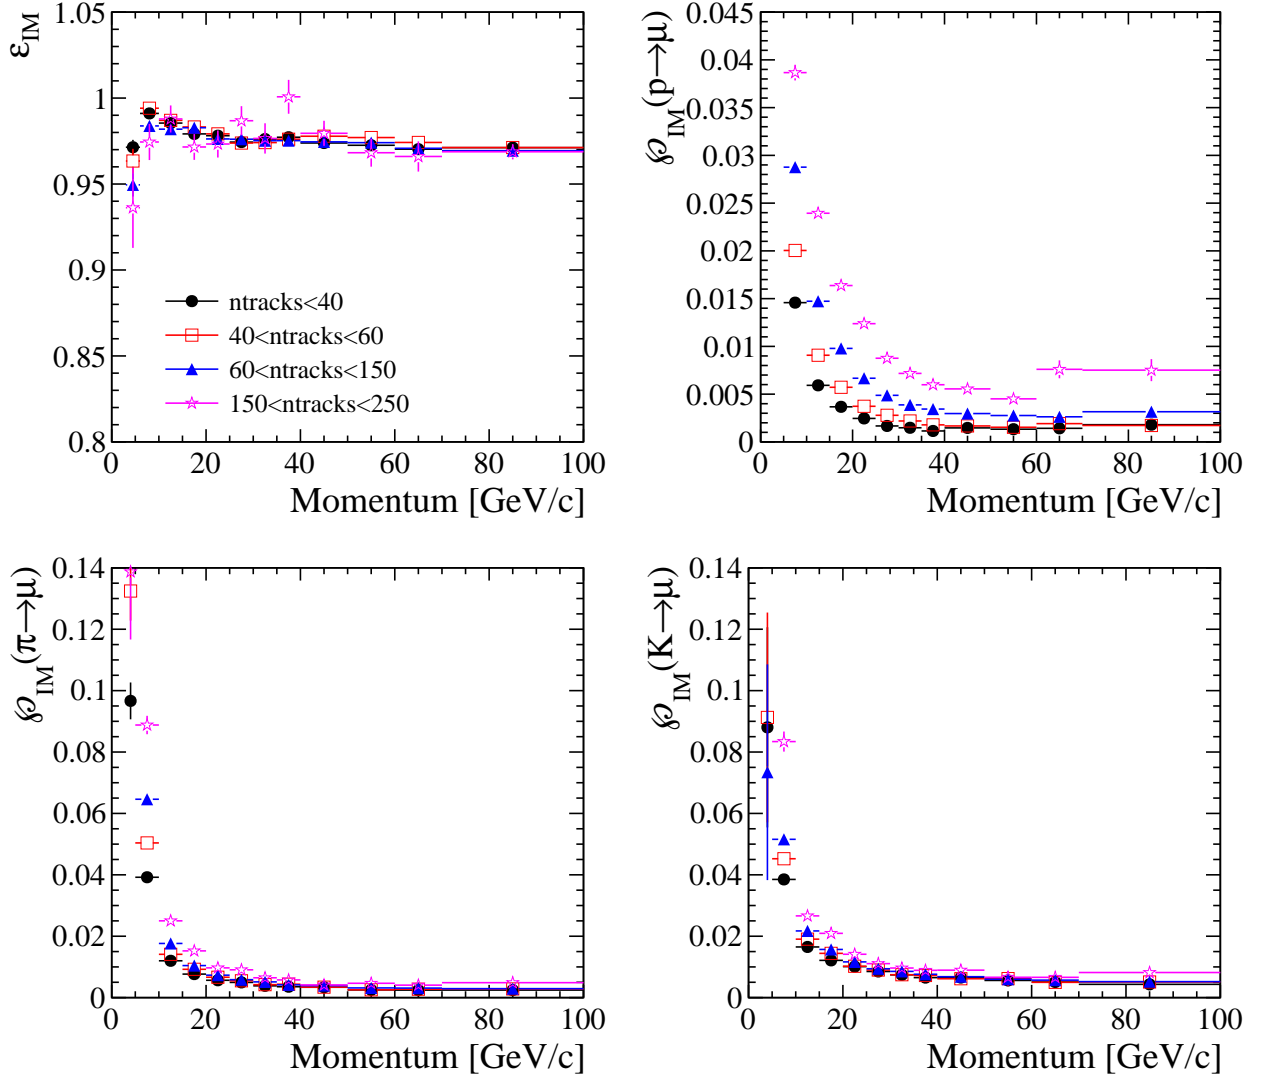 ε_IM
1.05
1
0.95
0.9
0.85
0.8
ntracks<40
40<ntracks<60
60<ntracks<150
150<ntracks<250
0 20 40 60 80 100
Momentum [GeV/c]
℘_IM(p→μ)
0.045
0.04
0.035
0.03
0.025
0.02
0.015
0.01
0.005
0
0 20 40 60 80 100
Momentum [GeV/c]
℘_IM(π→μ)
0.14
0.12
0.1
0.08
0.06
0.04
0.02
0
0 20 40 60 80 100
Momentum [GeV/c]
℘_IM(K→μ)
0.14
0.12
0.1
0.08
0.06
0.04
0.02
0
0 20 40 60 80 100
Momentum [GeV/c]